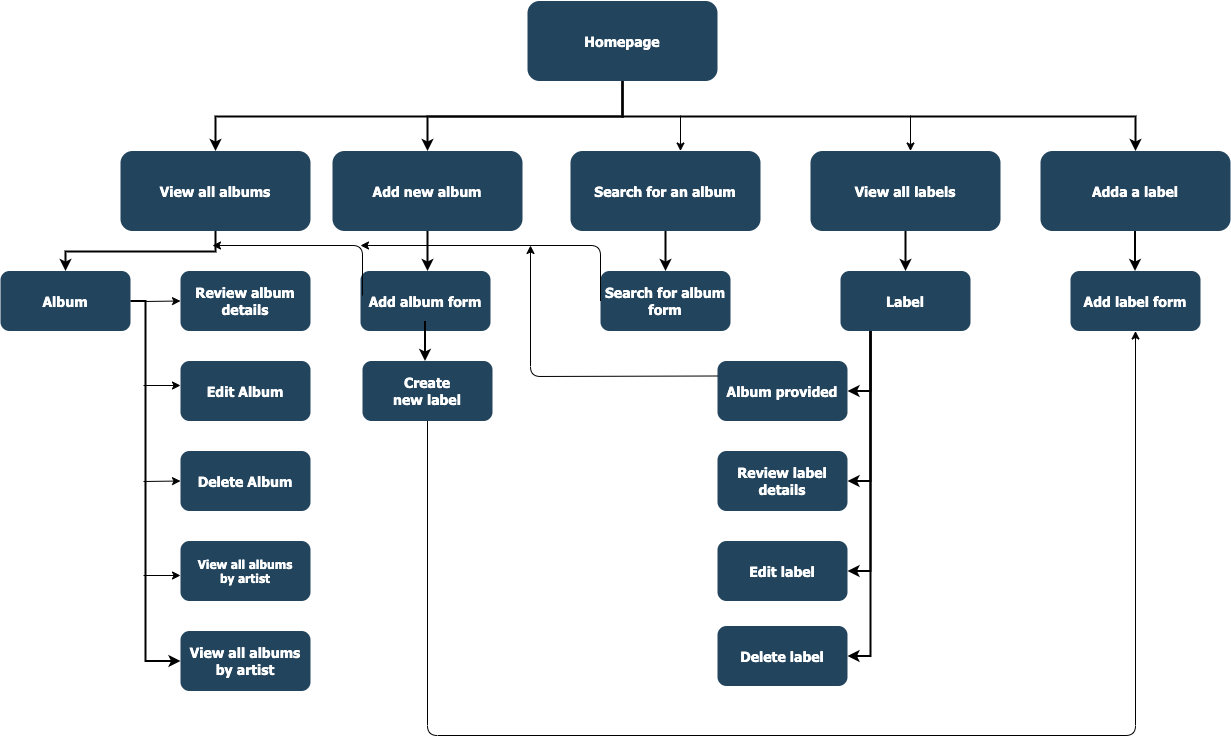 Homepage
View all albums
Add new album
Search for an album
View all labels
Adda a label
Album
Review album
details
Add album form
Search for album
form
Label
Add label form
Edit Album
Create
new label
Album provided
Delete Album
Review label
details
View all albums
by artist
Edit label
View all albums
by artist
Delete label